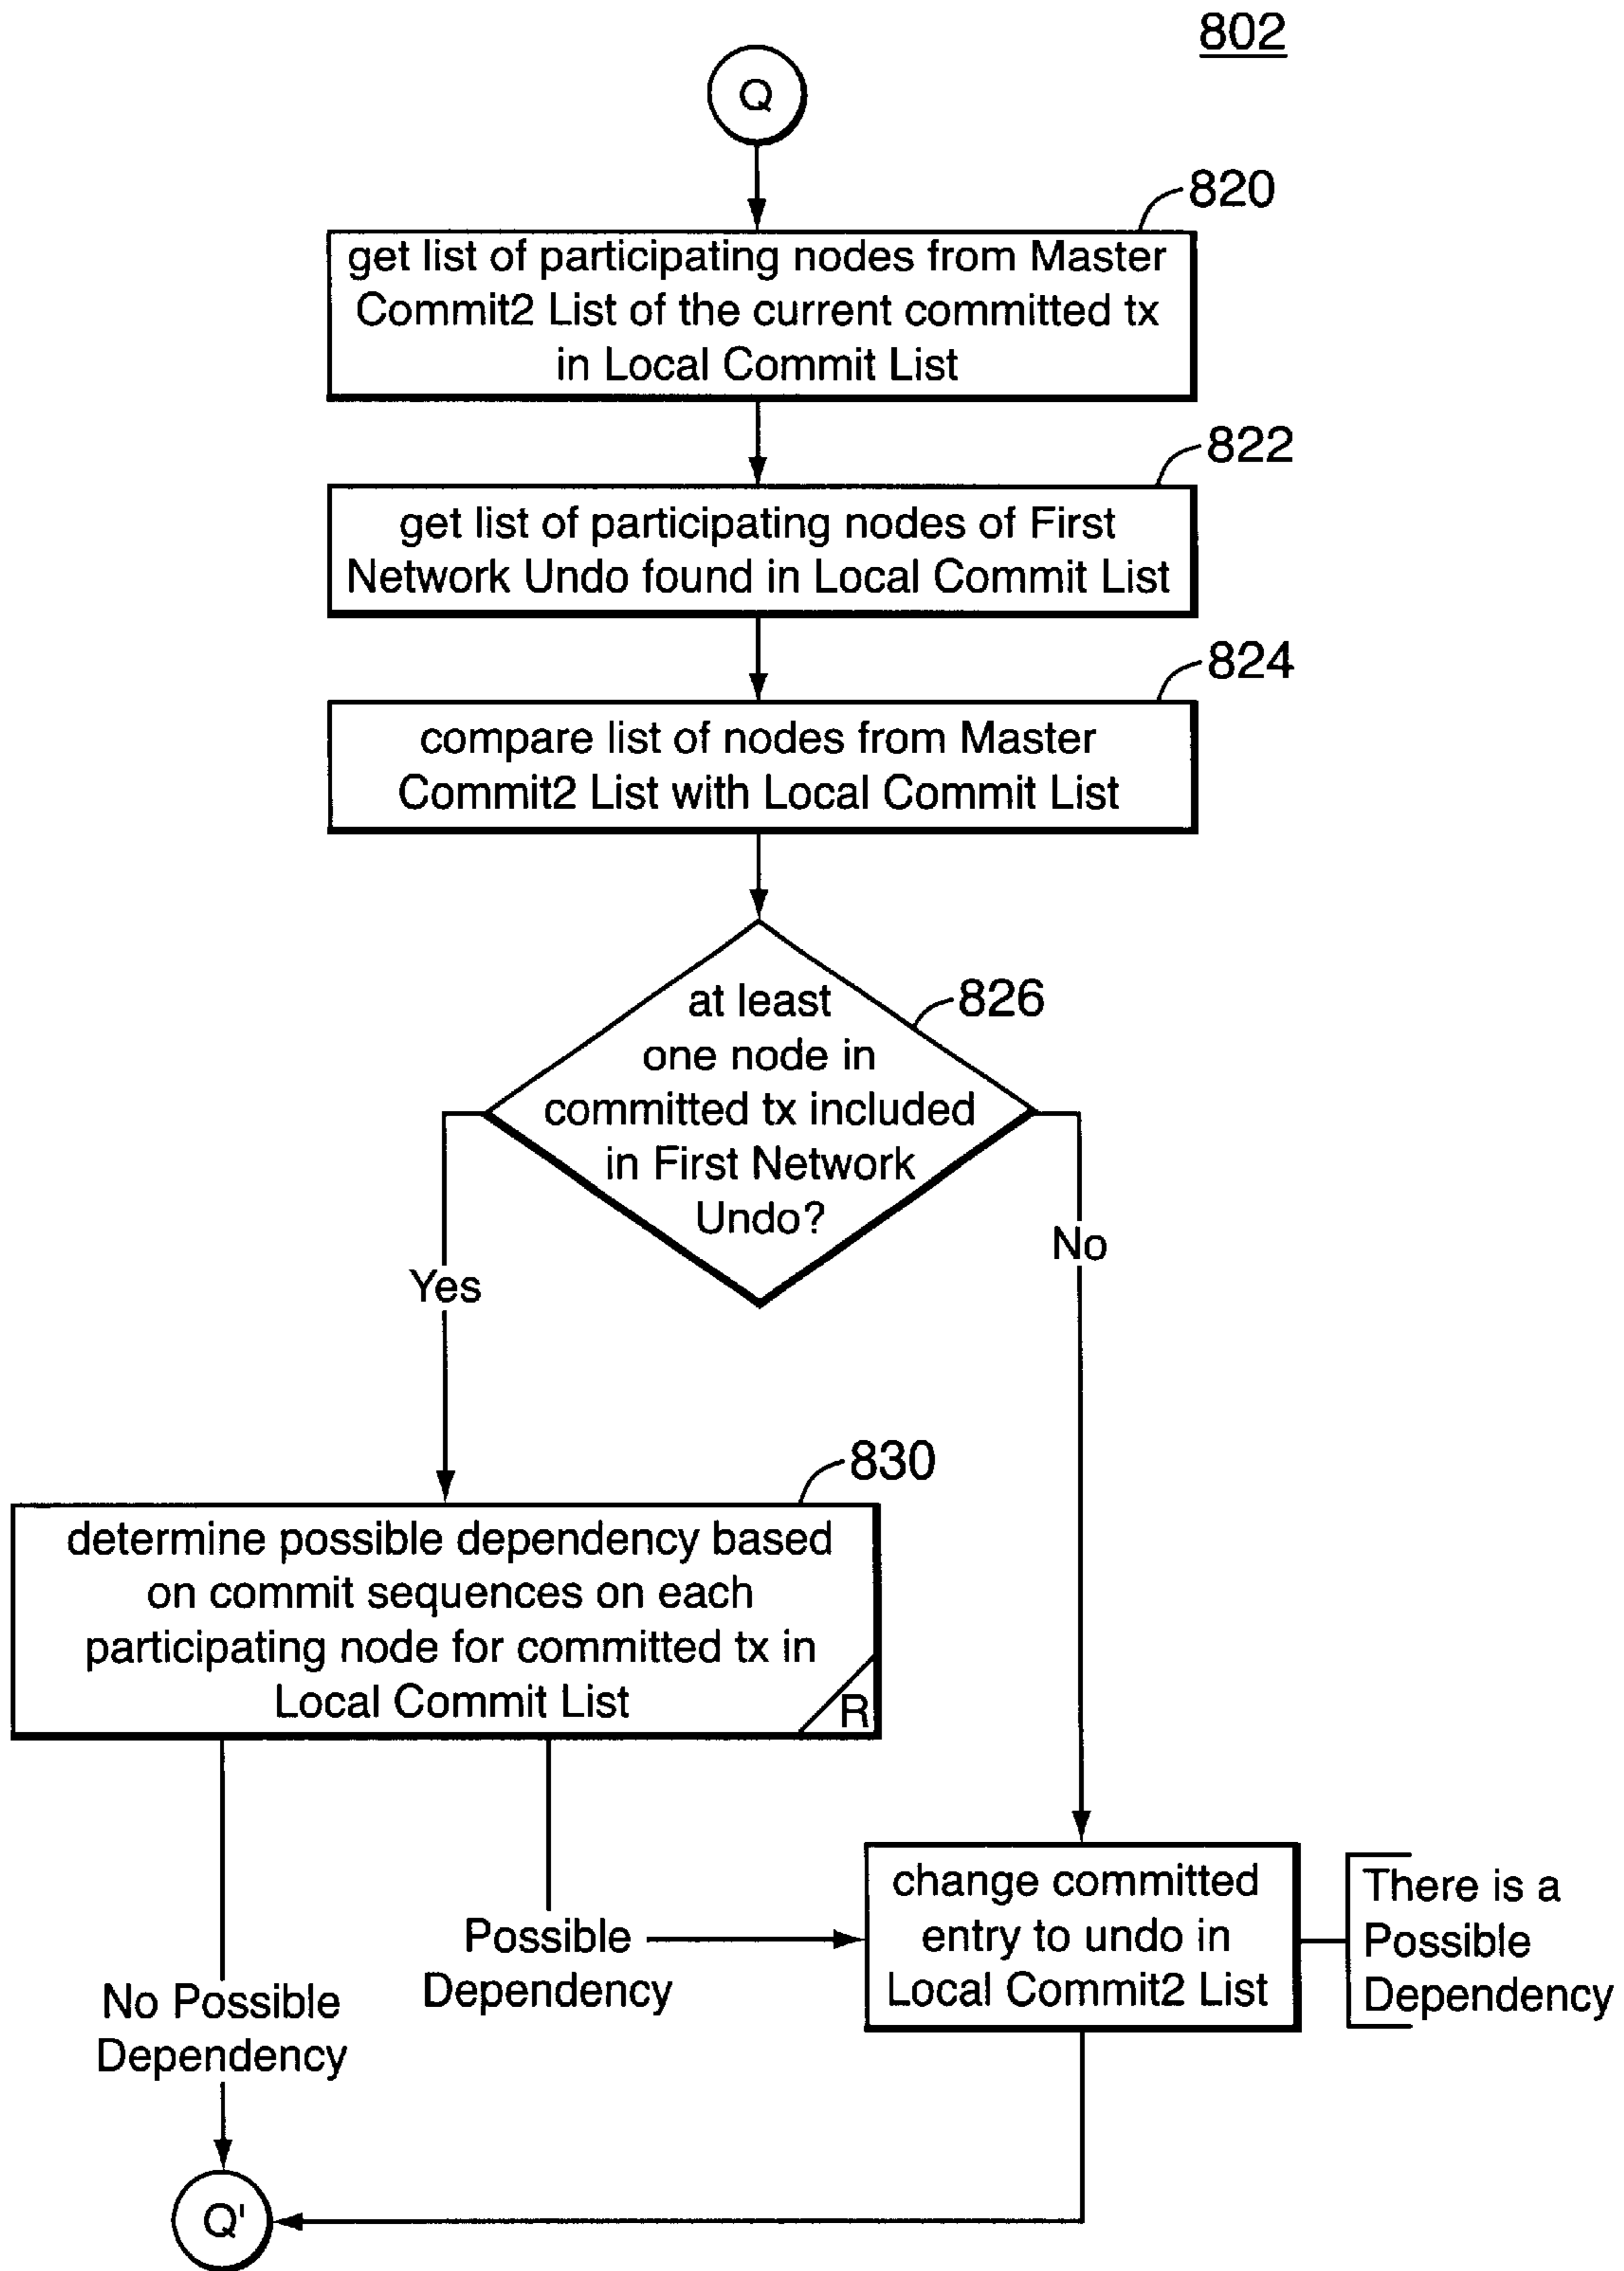 802
Q
820
get list of participating nodes from Master
Commit2 List of the current committed tx
in Local Commit List
822
get list of participating nodes of First
Network Undo found in Local Commit List
824
compare list of nodes from Master
Commit2 List with Local Commit List
826
at least
one node in
committed tx included
in First Network
Undo?
Yes
No
830
determine possible dependency based
on commit sequences on each
participating node for committed tx in
Local Commit List
R
No Possible
Dependency
Possible
Dependency
change committed
entry to undo in
Local Commit2 List
There is a
Possible
Dependency
Q'